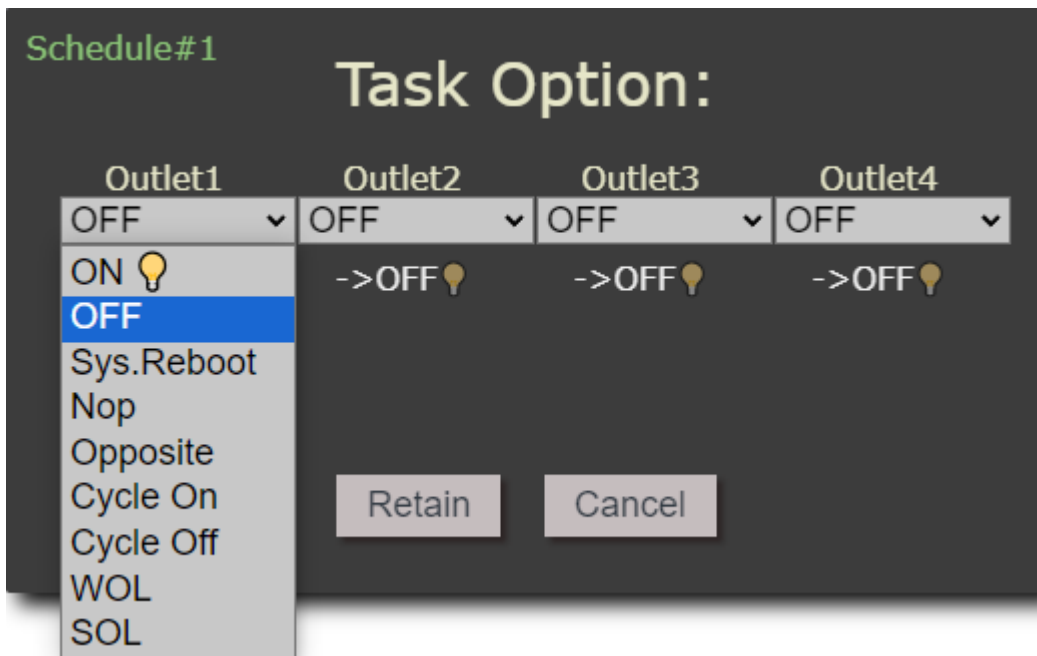 Schedule#1
Task Option:
Outlet1 Outlet2 Outlet3 Outlet4
OFF OFF OFF OFF
ON 💡 ->OFF ->OFF ->OFF
OFF
Sys.Reboot
Nop
Opposite
Cycle On Retain Cancel
Cycle Off
WOL
SOL